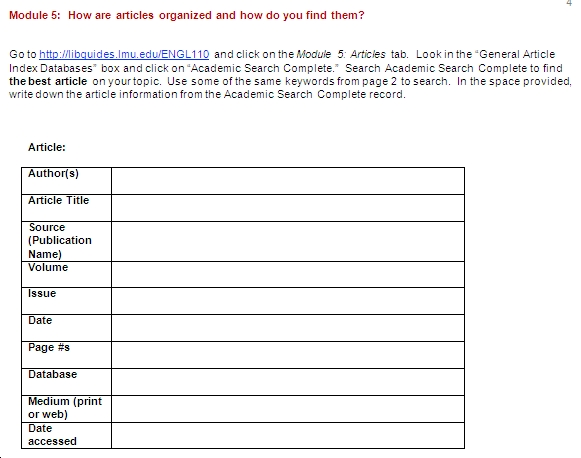 4
Module 5: How are articles organized and how do you find them?
Go to http://libguides.lmu.edu/ENGL110 and click on the Module 5: Articles tab. Look in the “General Article
Index Databases” box and click on “Academic Search Complete.” Search Academic Search Complete to find
the best article on your topic. Use some of the same keywords from page 2 to search. In the space provided,
write down the article information from the Academic Search Complete record.
Article:
Author(s)
Article Title
Source
(Publication
Name)
Volume
Issue
Date
Page #s
Database
Medium (print
or web)
Date
accessed